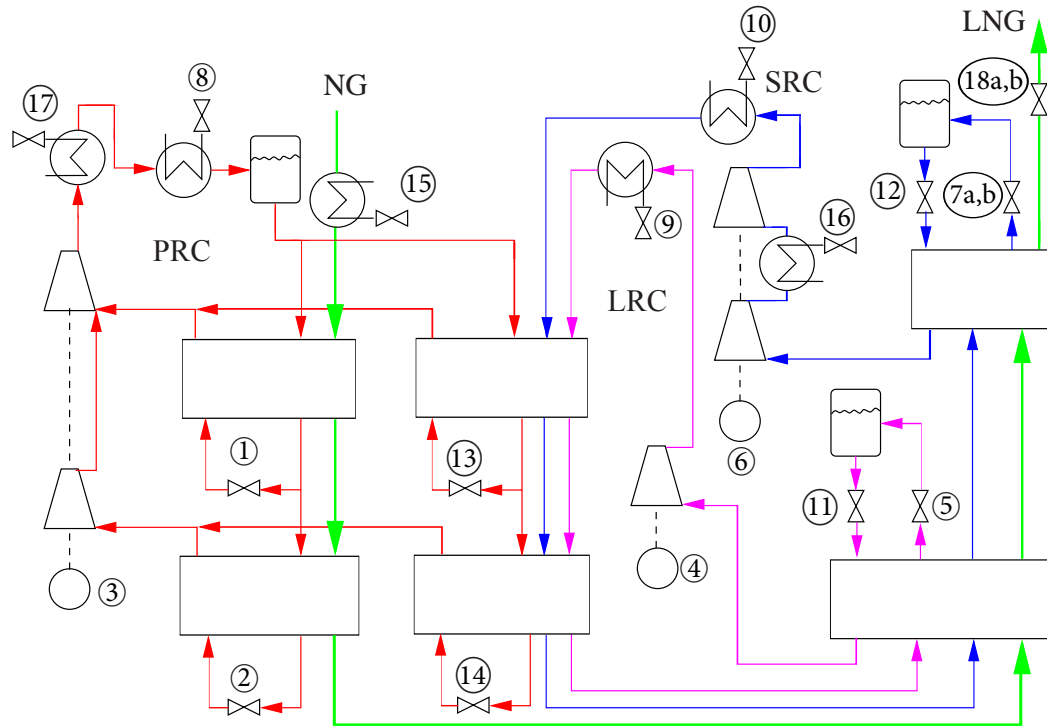 LNG
⑩
SRC
18a,b
⑧
NG
⑰
⑮
⑫
7a,b
⑨
⑯
PRC
LRC
①
⑬
⑥
⑪
⑤
③
④
②
⑭